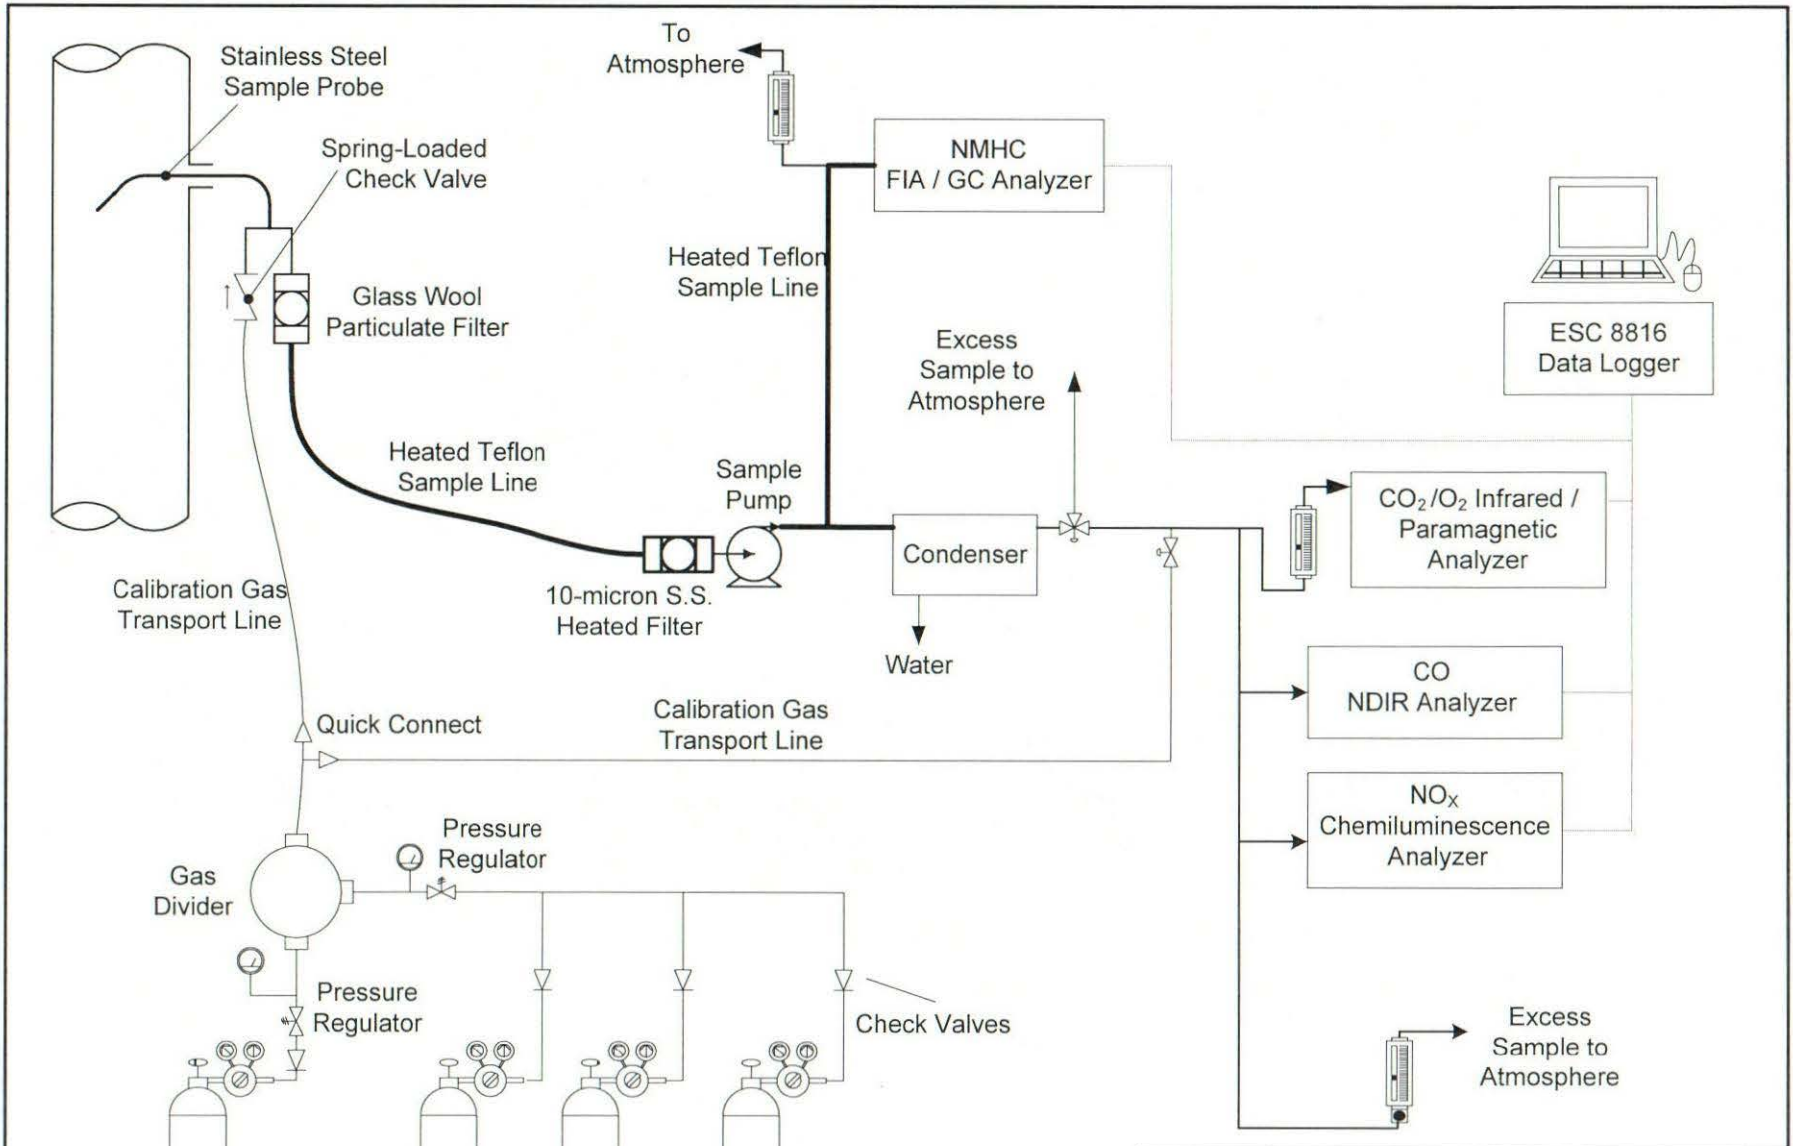 Stainless Steel
Sample Probe
Spring-Loaded
Check Valve
Glass Wool
Particulate Filter
To
Atmosphere
NMHC
FIA / GC Analyzer
Heated Teflon
Sample Line
ESC 8816
Data Logger
Excess
Sample to
Atmosphere
Heated Teflon
Sample Line
Sample
Pump
CO₂/O₂ Infrared /
Paramagnetic
Analyzer
Condenser
Calibration Gas
Transport Line
10-micron S.S.
Heated Filter
Water
CO
NDIR Analyzer
Quick Connect
Calibration Gas
Transport Line
NOₓ
Chemiluminescence
Analyzer
Pressure
Regulator
Gas
Divider
Pressure
Regulator
Check Valves
Excess
Sample to
Atmosphere